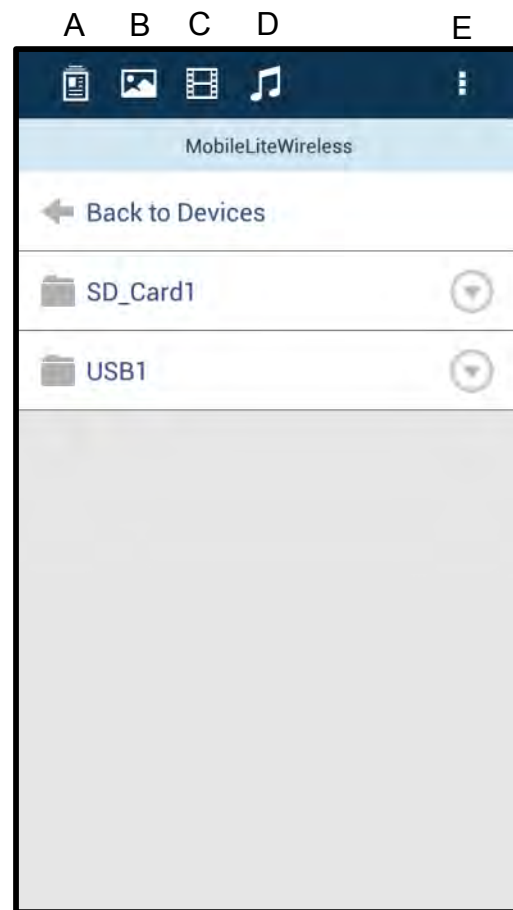 A B C D E
MobileLiteWireless
Back to Devices
SD_Card1
USB1